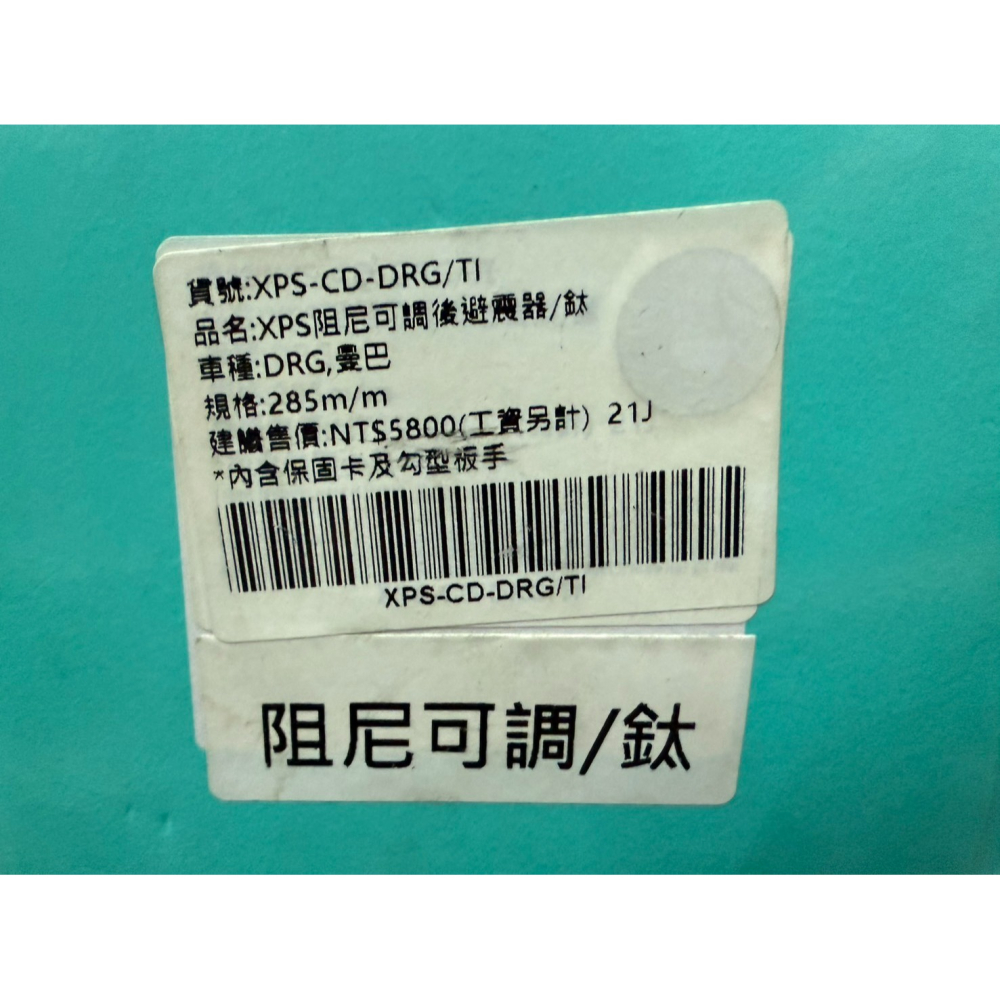 貨號:XPS-CD-DRG/TI
品名:XPS阻尼可調後避震器/鈦
車種:DRG,曼巴
規格:285m/m
建議售價:NT$5800(工資另計) 21J
*內含保固卡及勾型板手
XPS-CD-DRG/TI
阻尼可調/鈦